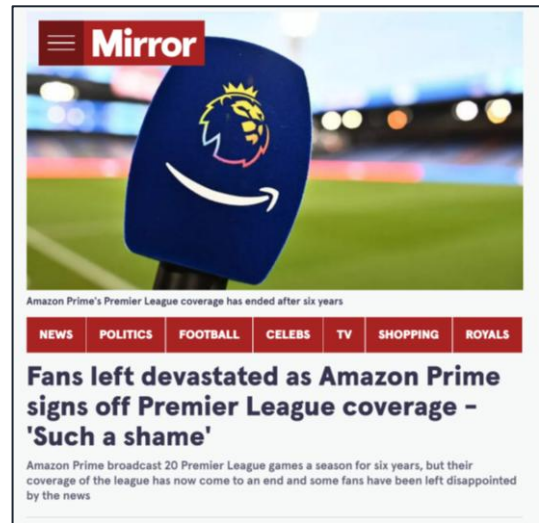 Mirror
Amazon Prime's Premier League coverage has ended after six years
NEWS POLITICS FOOTBALL CELEBS TV SHOPPING ROYALS
Fans left devastated as Amazon Prime
signs off Premier League coverage -
'Such a shame'
Amazon Prime broadcast 20 Premier League games a season for six years, but their
coverage of the league has now come to an end and some fans have been left disappointed
by the news